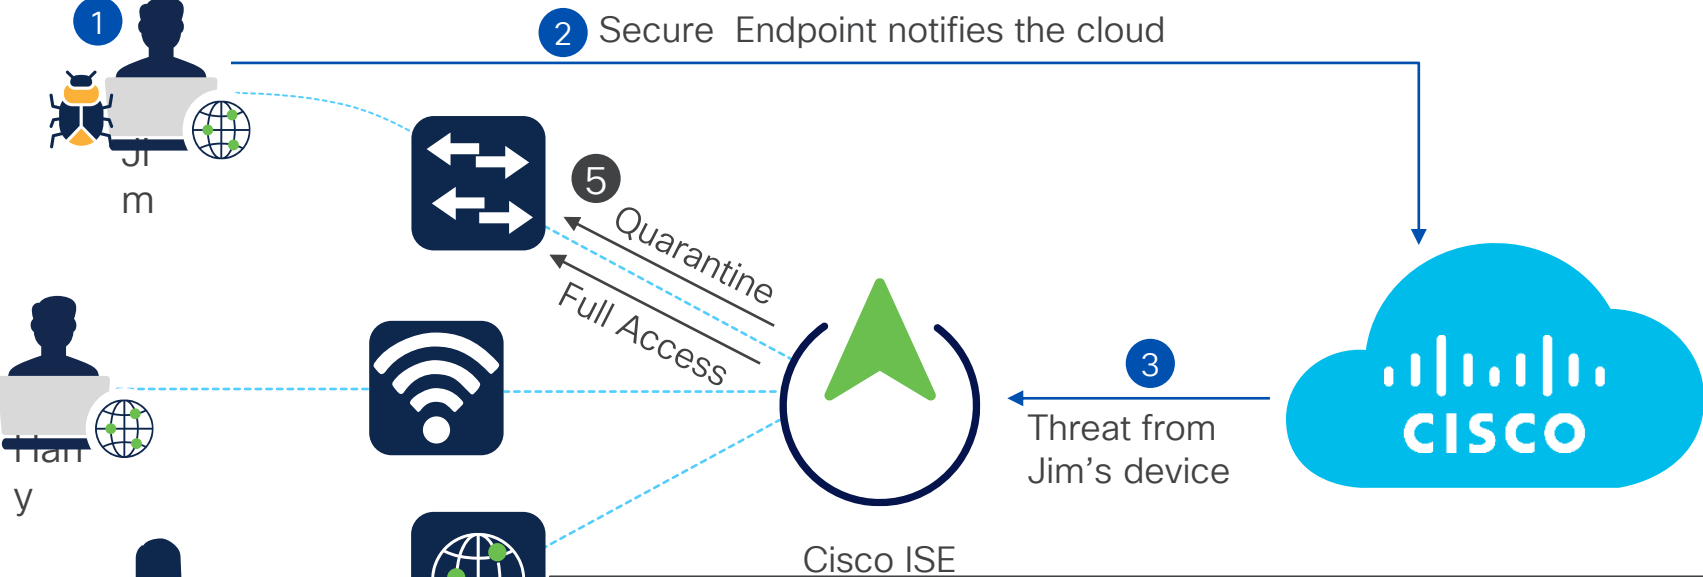 1
2 Secure Endpoint notifies the cloud
Ji
m
5
Quarantine
Full Access
3
Threat from
Jim's device
CISCO
y
Cisco ISE